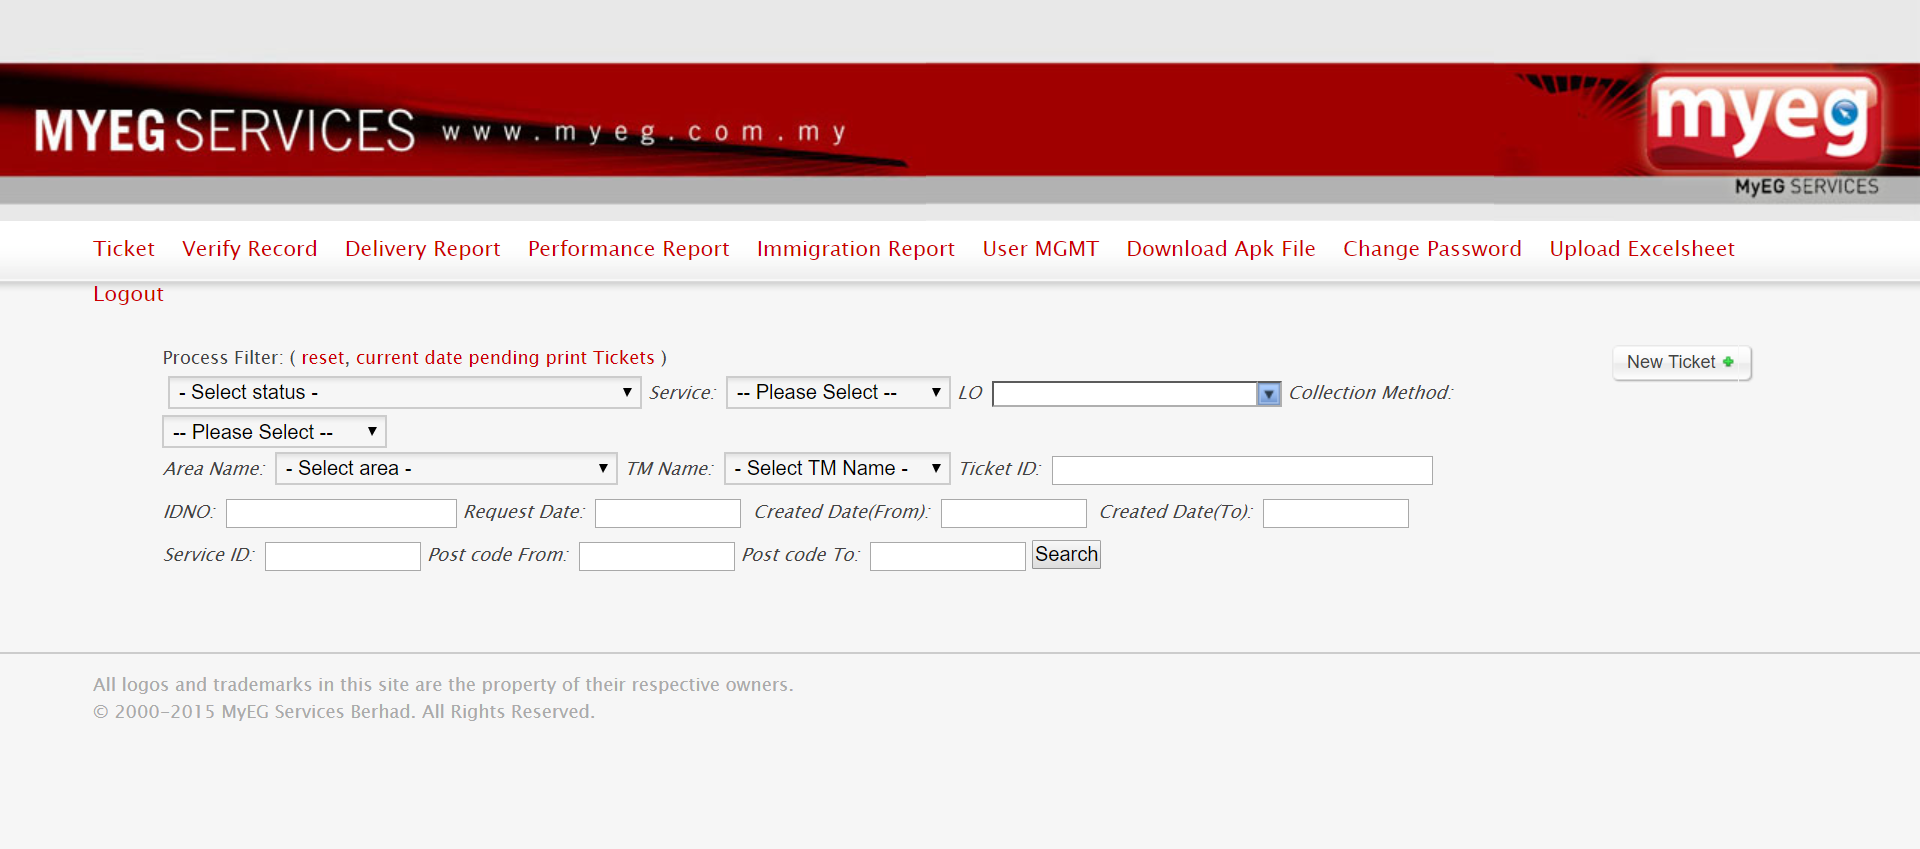 MYEG SERVICES www.myeg.com.my
myeg
MyEG SERVICES
Ticket Verify Record Delivery Report Performance Report Immigration Report User MGMT Download Apk File Change Password Upload Excelsheet
Logout
Process Filter: ( reset, current date pending print Tickets )
New Ticket
- Select status - Service: -- Please Select -- LO Collection Method:
-- Please Select --
Area Name: - Select area - TM Name: - Select TM Name - Ticket ID:
IDNO: Request Date: Created Date(From): Created Date(To):
Service ID: Post code From: Post code To: Search
All logos and trademarks in this site are the property of their respective owners.
© 2000-2015 MyEG Services Berhad. All Rights Reserved.